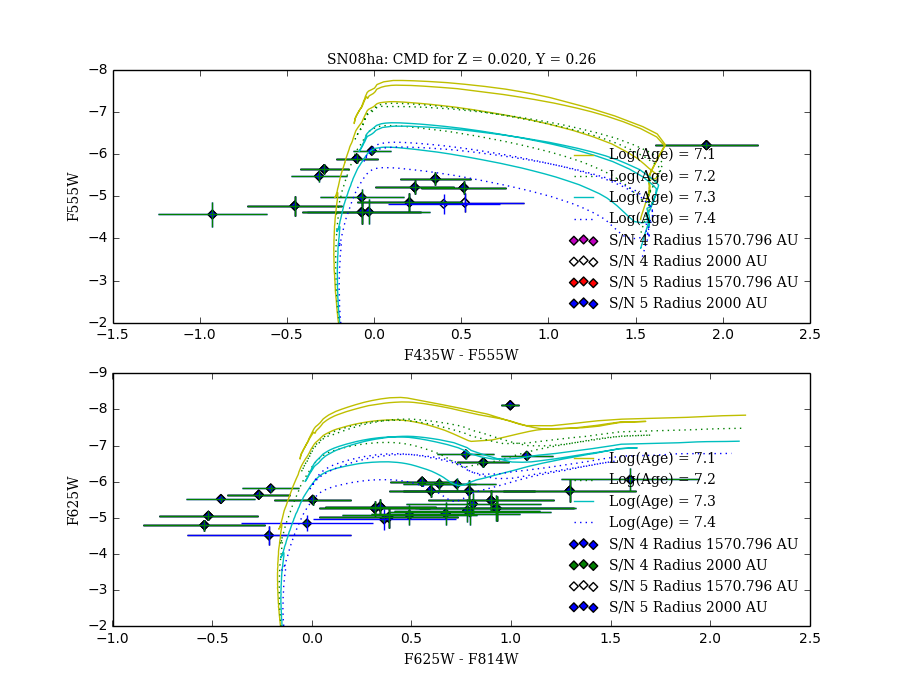 SN08ha: CMD for Z = 0.020, Y = 0.26
−8
−7
−6
−5
−4
−3
−2
F555W
Log(Age) = 7.1
Log(Age) = 7.2
Log(Age) = 7.3
Log(Age) = 7.4
S/N 4 Radius 1570.796 AU
S/N 4 Radius 2000 AU
S/N 5 Radius 1570.796 AU
S/N 5 Radius 2000 AU
−1.5 −1.0 −0.5 0.0 0.5 1.0 1.5 2.0 2.5
F435W - F555W
−9
−8
−7
−6
−5
−4
−3
−2
F625W
Log(Age) = 7.1
Log(Age) = 7.2
Log(Age) = 7.3
Log(Age) = 7.4
S/N 4 Radius 1570.796 AU
S/N 4 Radius 2000 AU
S/N 5 Radius 1570.796 AU
S/N 5 Radius 2000 AU
−1.0 −0.5 0.0 0.5 1.0 1.5 2.0 2.5
F625W - F814W